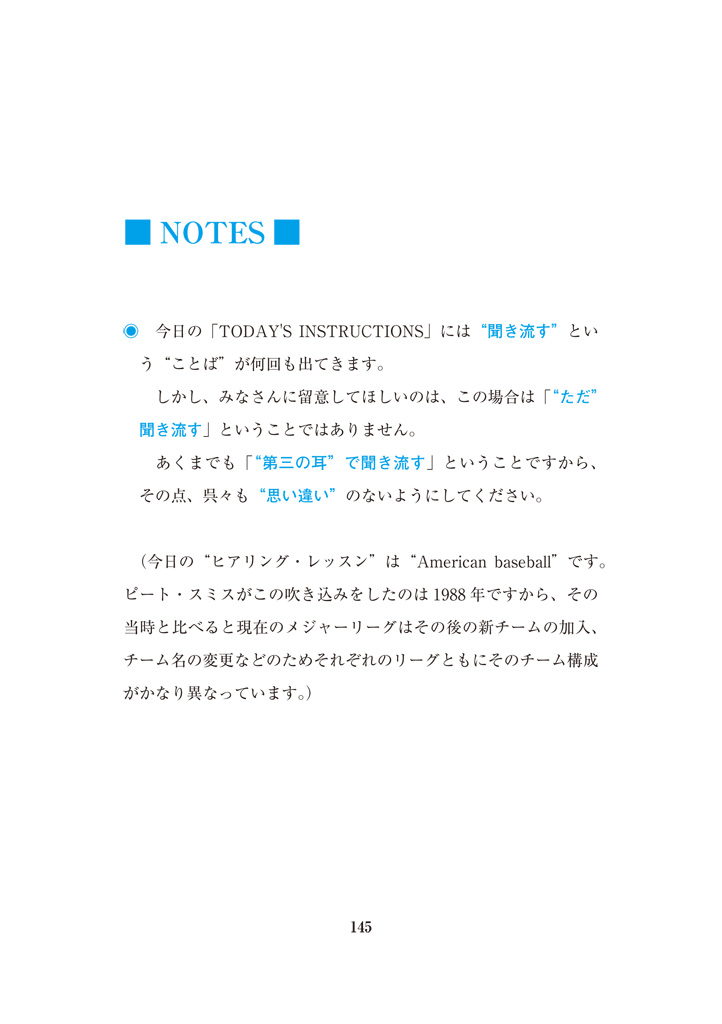 ■ NOTES ■
◉　今日の「TODAY'S INSTRUCTIONS」には“聞き流す”とい
う“ことば”が何回も出てきます。
しかし、みなさんに留意してほしいのは、この場合は「“ただ”
聞き流す」ということではありません。
あくまでも「“第三の耳”で聞き流す」ということですから、
その点、呉々も“思い違い”のないようにしてください。
（今日の“ヒアリング・レッスン”は“American baseball”です。
ピート・スミスがこの吹き込みをしたのは 1988 年ですから、その
当時と比べると現在のメジャーリーグはその後の新チームの加入、
チーム名の変更などのためそれぞれのリーグともにそのチーム構成
がかなり異なっています。）
145